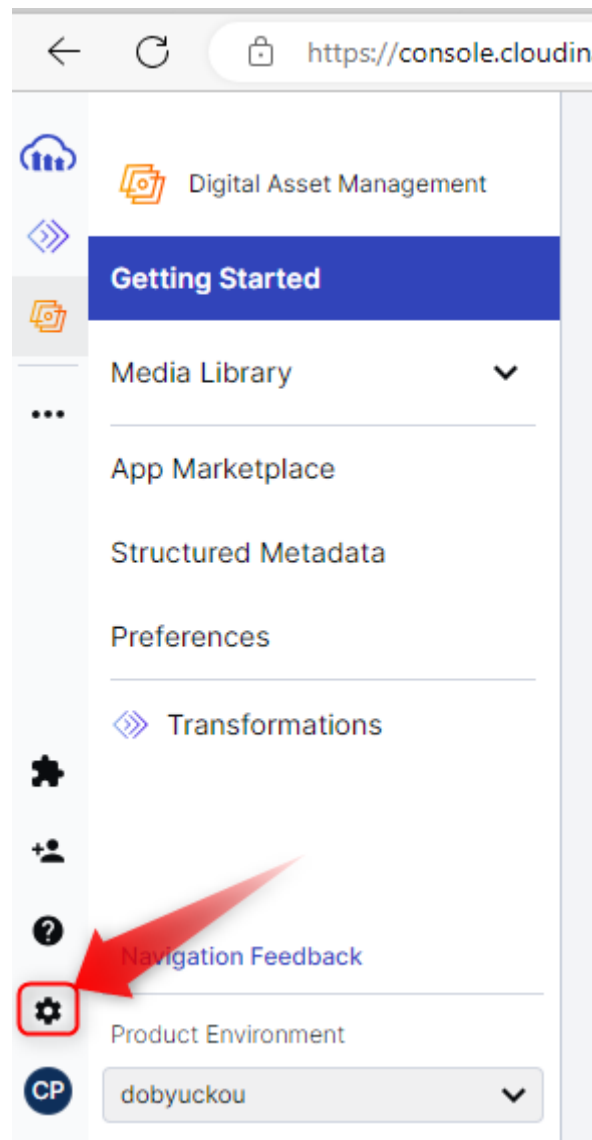 https://console.cloudin
Digital Asset Management
Getting Started
Media Library
App Marketplace
Structured Metadata
Preferences
Transformations
Navigation Feedback
Product Environment
CP
dobyuckou